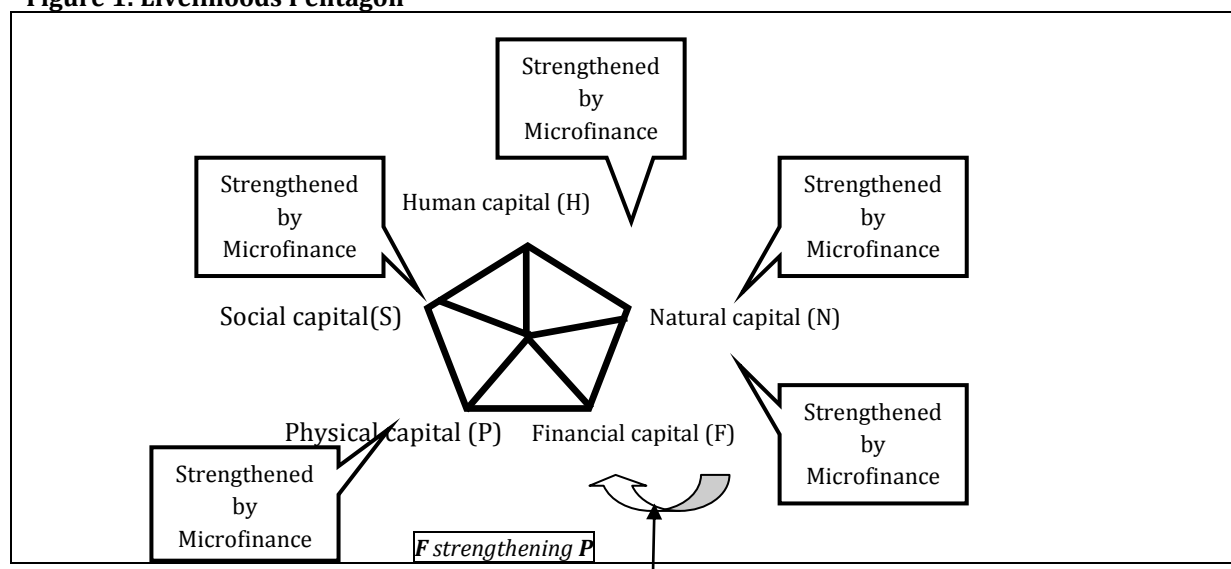 Figure 1: Livelihoods Pentagon
Strengthened
by
Microfinance
Strengthened
by
Microfinance
Human capital (H)
Strengthened
by
Microfinance
Social capital(S)
Natural capital (N)
Physical capital (P)
Financial capital (F)
Strengthened
by
Microfinance
Strengthened
by
Microfinance
F strengthening P